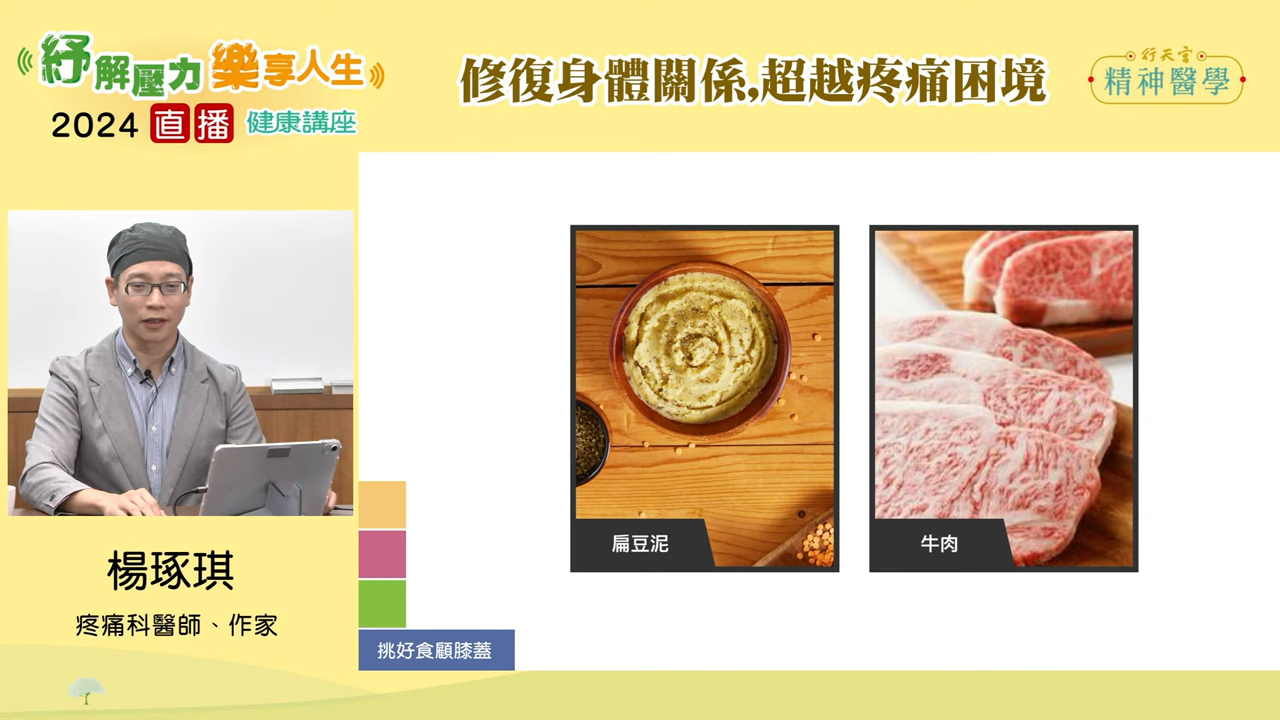 紓解壓力 樂享人生
2024 直播 健康講座
修復身體關係,超越疼痛困境
行天宮
精神醫學
楊琢琪
疼痛科醫師、作家
扁豆泥
牛肉
挑好食顧膝蓋